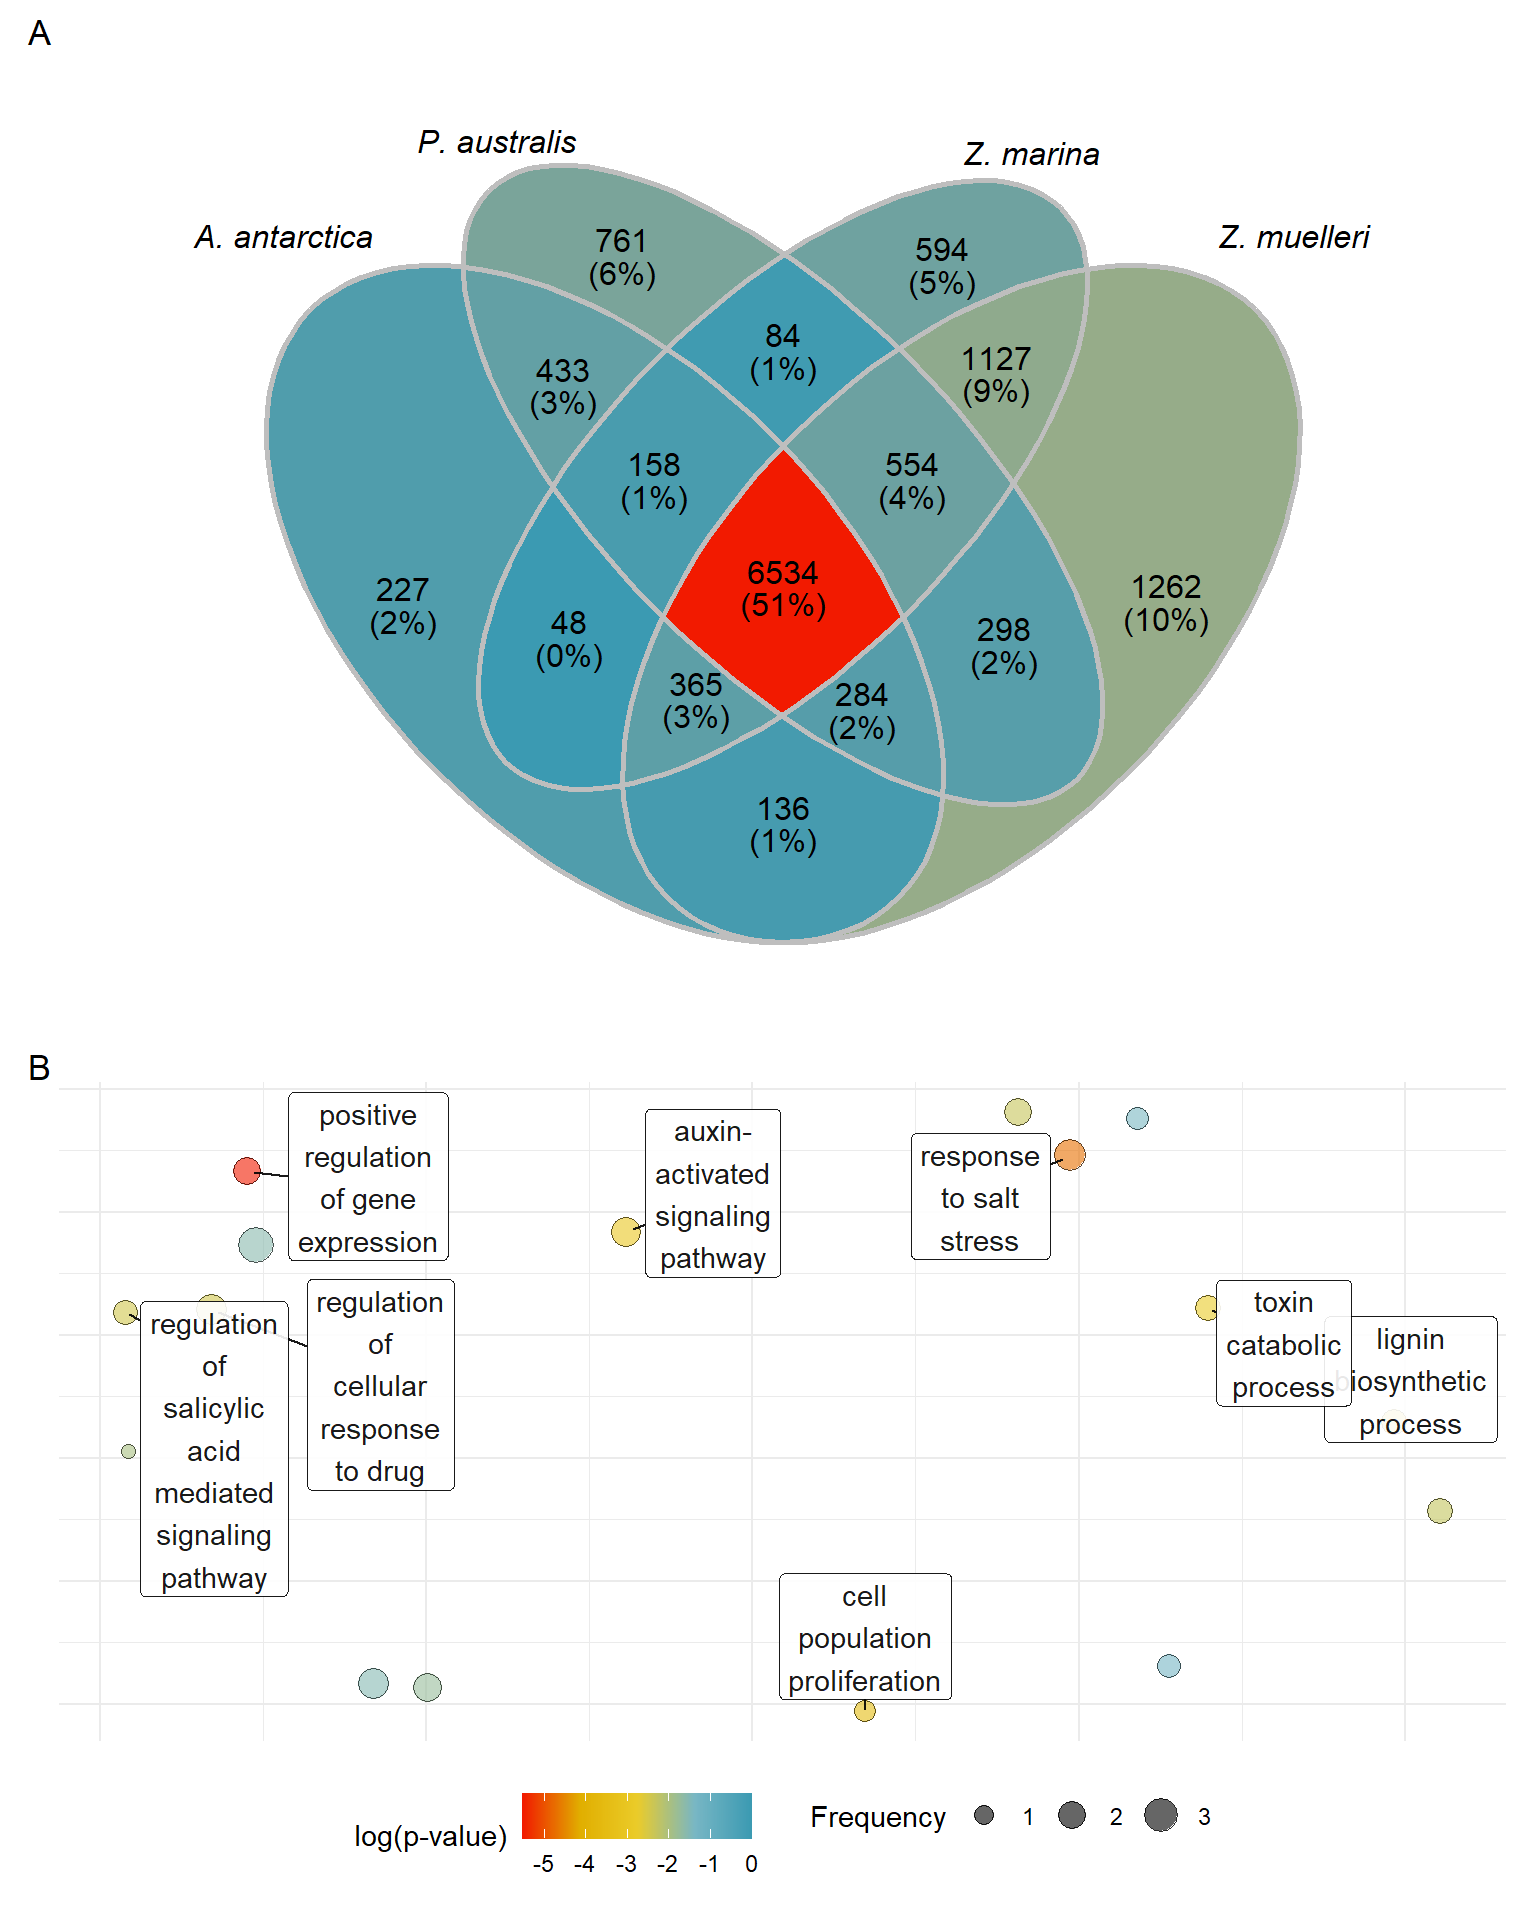 A
P. australis
Z. marina
A. antarctica
Z. muelleri
761
(6%)
594
(5%)
84
(1%)
433
(3%)
1127
(9%)
158
(1%)
554
(4%)
227
(2%)
6534
(51%)
1262
(10%)
48
(0%)
298
(2%)
365
(3%)
284
(2%)
136
(1%)
B
positive
regulation
of gene
expression
auxin-
activated
signaling
pathway
response
to salt
stress
regulation
of
salicylic
acid
mediated
signaling
pathway
regulation
of
cellular
response
to drug
toxin
catabolic
process
lignin
biosynthetic
process
cell
population
proliferation
log(p-value)
-5 -4 -3 -2 -1 0
Frequency 1 2 3